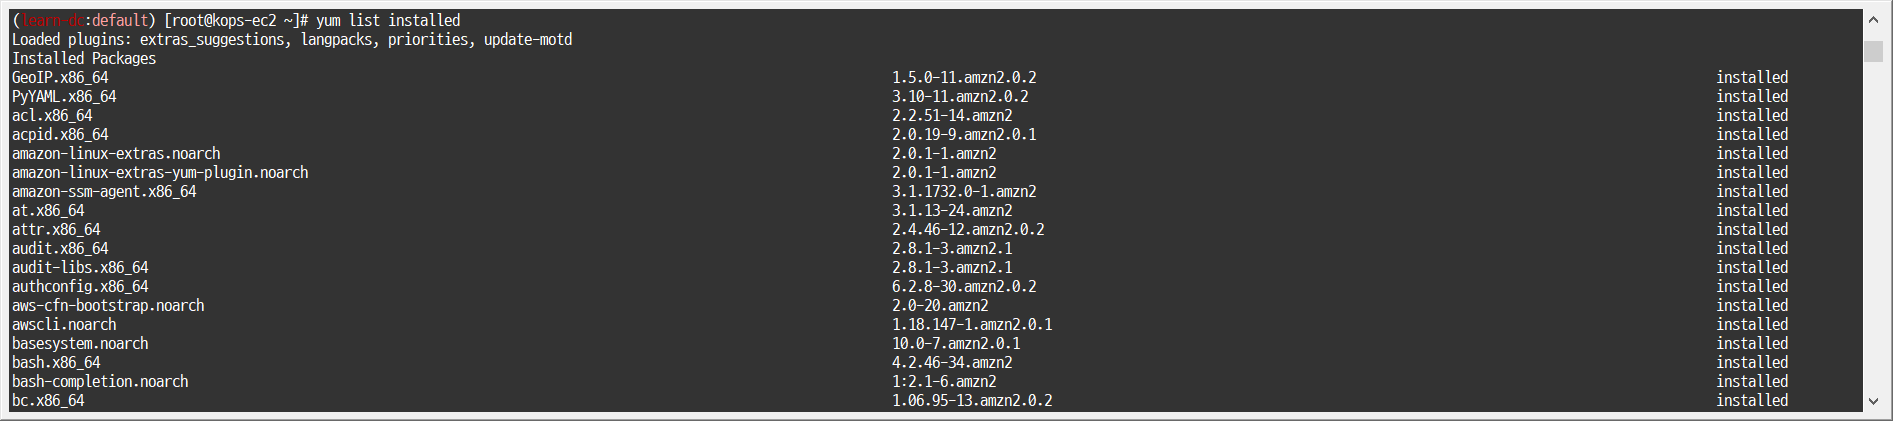 (learn-dc:default) [root@kops-ec2 ~]# yum list installed
Loaded plugins: extras_suggestions, langpacks, priorities, update-motd
Installed Packages
GeoIP.x86_64 1.5.0-11.amzn2.0.2 installed
PyYAML.x86_64 3.10-11.amzn2.0.2 installed
acl.x86_64 2.2.51-14.amzn2 installed
acpid.x86_64 2.0.19-9.amzn2.0.1 installed
amazon-linux-extras.noarch 2.0.1-1.amzn2 installed
amazon-linux-extras-yum-plugin.noarch 2.0.1-1.amzn2 installed
amazon-ssm-agent.x86_64 3.1.1732.0-1.amzn2 installed
at.x86_64 3.1.13-24.amzn2 installed
attr.x86_64 2.4.46-12.amzn2.0.2 installed
audit.x86_64 2.8.1-3.amzn2.1 installed
audit-libs.x86_64 2.8.1-3.amzn2.1 installed
authconfig.x86_64 6.2.8-30.amzn2.0.2 installed
aws-cfn-bootstrap.noarch 2.0-20.amzn2 installed
awscli.noarch 1.18.147-1.amzn2.0.1 installed
basesystem.noarch 10.0-7.amzn2.0.1 installed
bash.x86_64 4.2.46-34.amzn2 installed
bash-completion.noarch 1:2.1-6.amzn2 installed
bc.x86_64 1.06.95-13.amzn2.0.2 installed